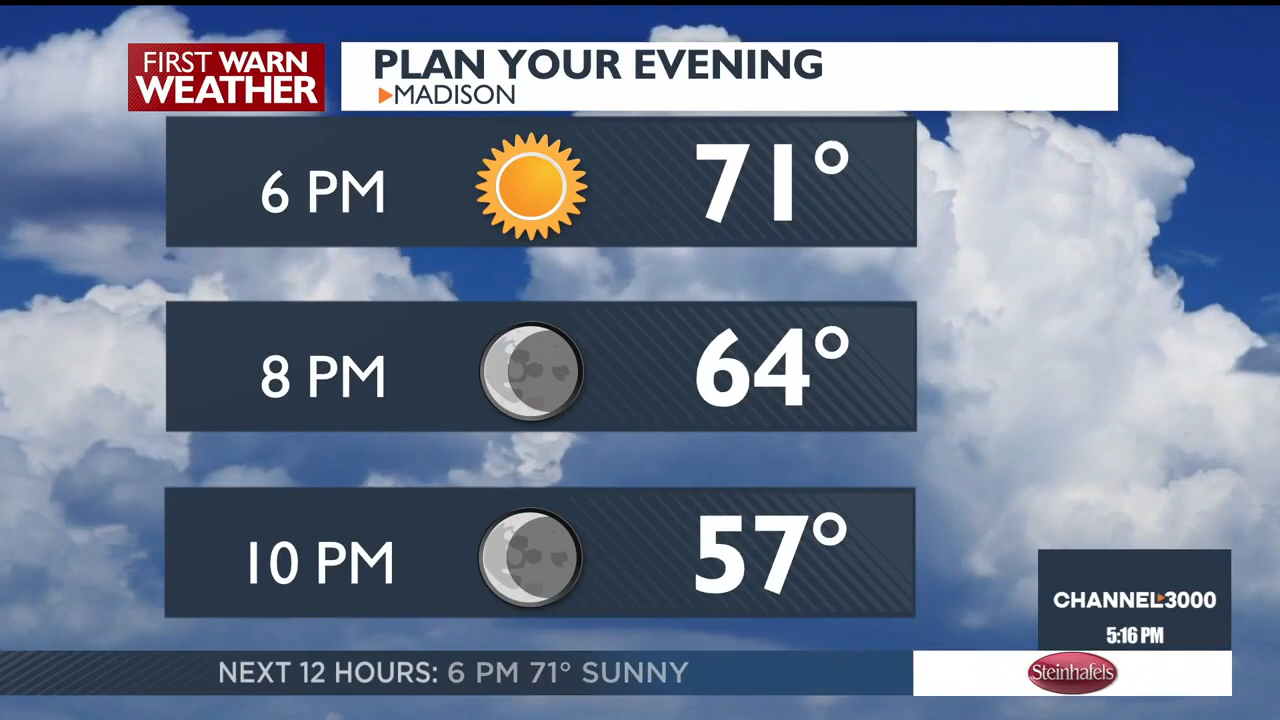 FIRST WARN
WEATHER
PLAN YOUR EVENING
MADISON
6 PM
71°
8 PM
64°
10 PM
57°
CHANNEL3000
5:16 PM
NEXT 12 HOURS: 6 PM 71° SUNNY
Steinhafels